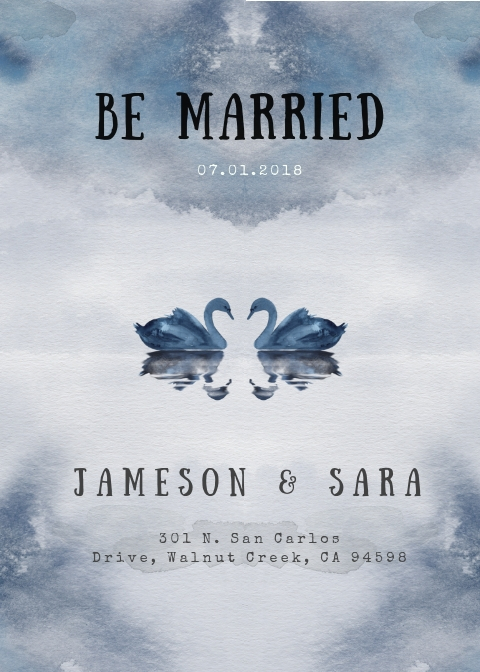 BE MARRIED
07.01.2018
JAMESON & SARA
301 N. San Carlos
Drive, Walnut Creek, CA 94598